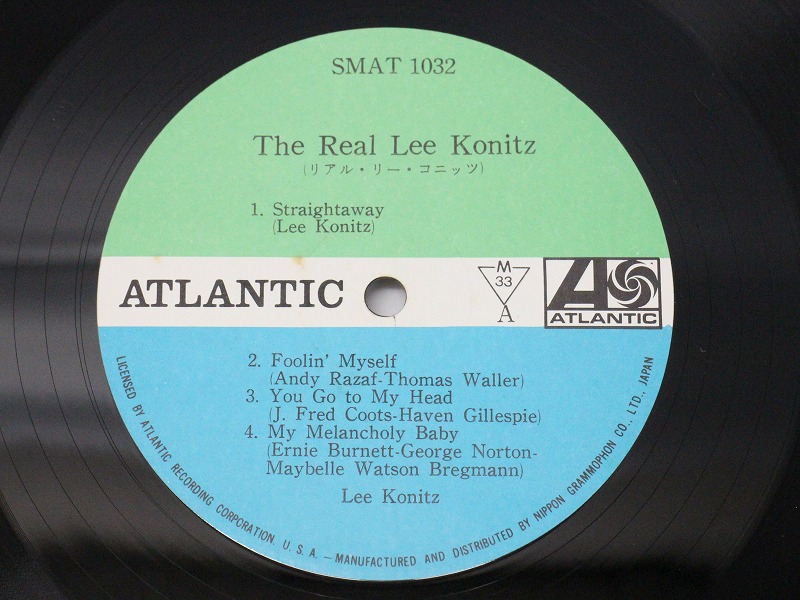 SMAT 1032
The Real Lee Konitz
(リアル・リー・コニッツ)
1. Straightaway
(Lee Konitz)
ATLANTIC
M
33
A
ATLANTIC
2. Foolin' Myself
(Andy Razaf-Thomas Waller)
3. You Go to My Head
(J. Fred Coots-Haven Gillespie)
4. My Melancholy Baby
(Ernie Burnett-George Norton-
Maybelle Watson Bregmann)
Lee Konitz
LICENSED BY ATLANTIC RECORDING CORPORATION. U. S. A. — MANUFACTURED AND DISTRIBUTED BY NIPPON GRAMMOPHON CO., LTD., JAPAN